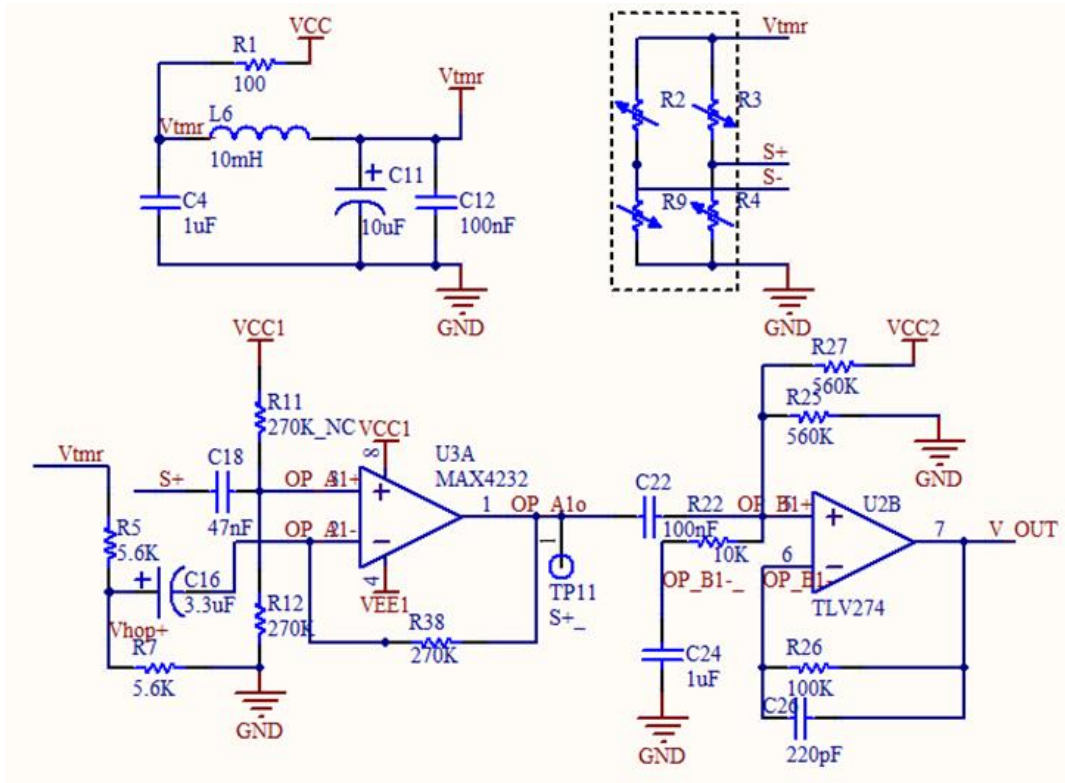 VCC
R1
100
Vtmr
Vtmr
L6
10mH
C4
1uF
C11
10uF
C12
100nF
GND
Vtmr
R2
R3
S+
S-
R9
R4
GND
VCC1
R11
270K_NC
VCC1
8
U3A
MAX4232
Vtmr
S+
C18
47nF
OP_A1+
3
OP_A1-
2
1
OP_A1o
4
VEE1
R5
5.6K
C16
3.3uF
Vhop+
R7
5.6K
R12
270K
GND
R38
270K
1
TP11
S+_
VCC2
R27
560K
R25
560K
GND
C22
100nF
R22
10K
OP_B1+
5
U2B
7
V_OUT
OP_B1-_
OP_B1-
6
TLV274
C24
1uF
GND
R26
100K
C26
220pF